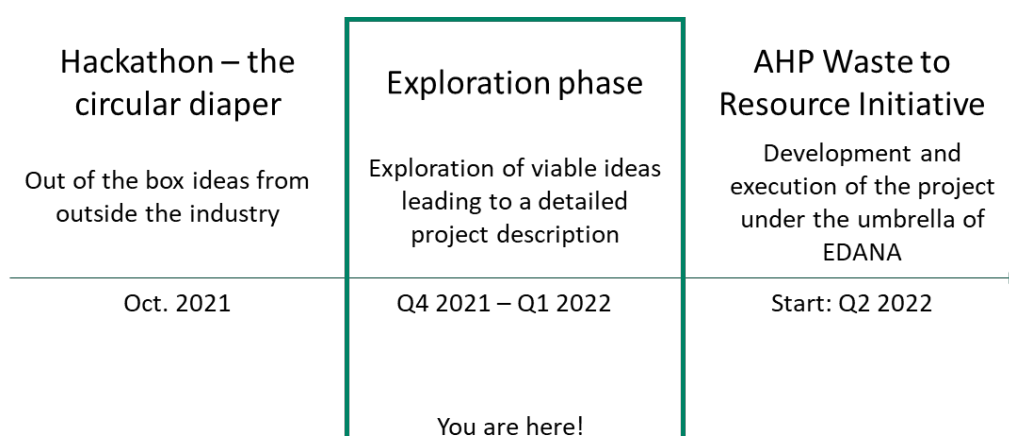 Hackathon – the
circular diaper
Out of the box ideas from
outside the industry
Oct. 2021
Exploration phase
Exploration of viable ideas
leading to a detailed
project description
Q4 2021 – Q1 2022
You are here!
AHP Waste to
Resource Initiative
Development and
execution of the project
under the umbrella of
EDANA
Start: Q2 2022